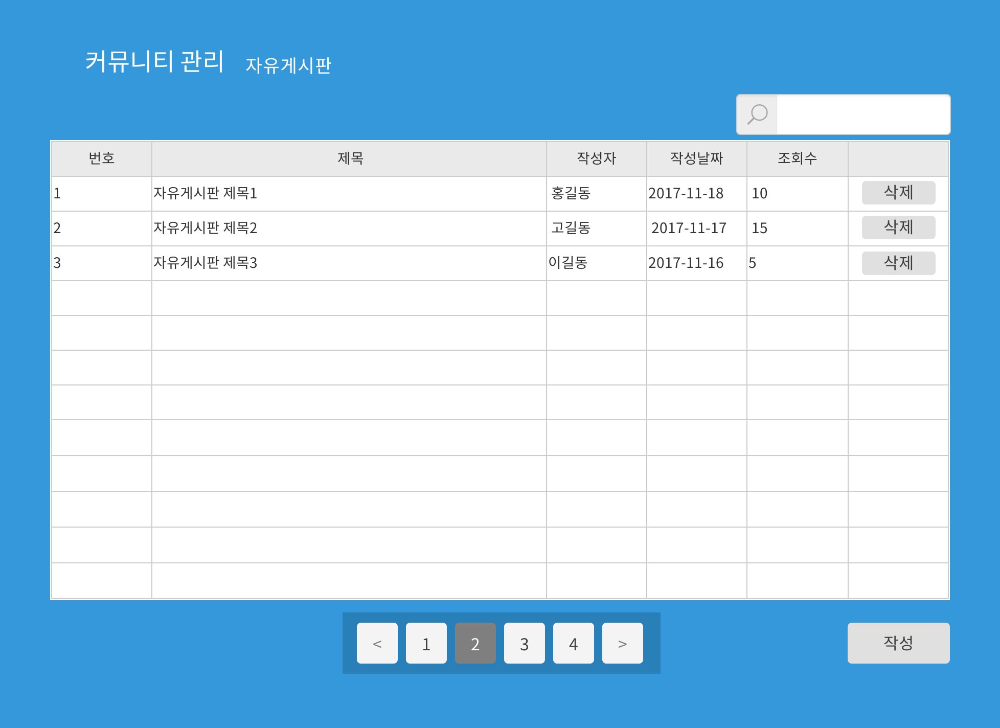 커뮤니티 관리 자유게시판
번호 제목 작성자 작성날짜 조회수
1 자유게시판 제목1 홍길동 2017-11-18 10 삭제
2 자유게시판 제목2 고길동 2017-11-17 15 삭제
3 자유게시판 제목3 이길동 2017-11-16 5 삭제
< 1 2 3 4 > 작성